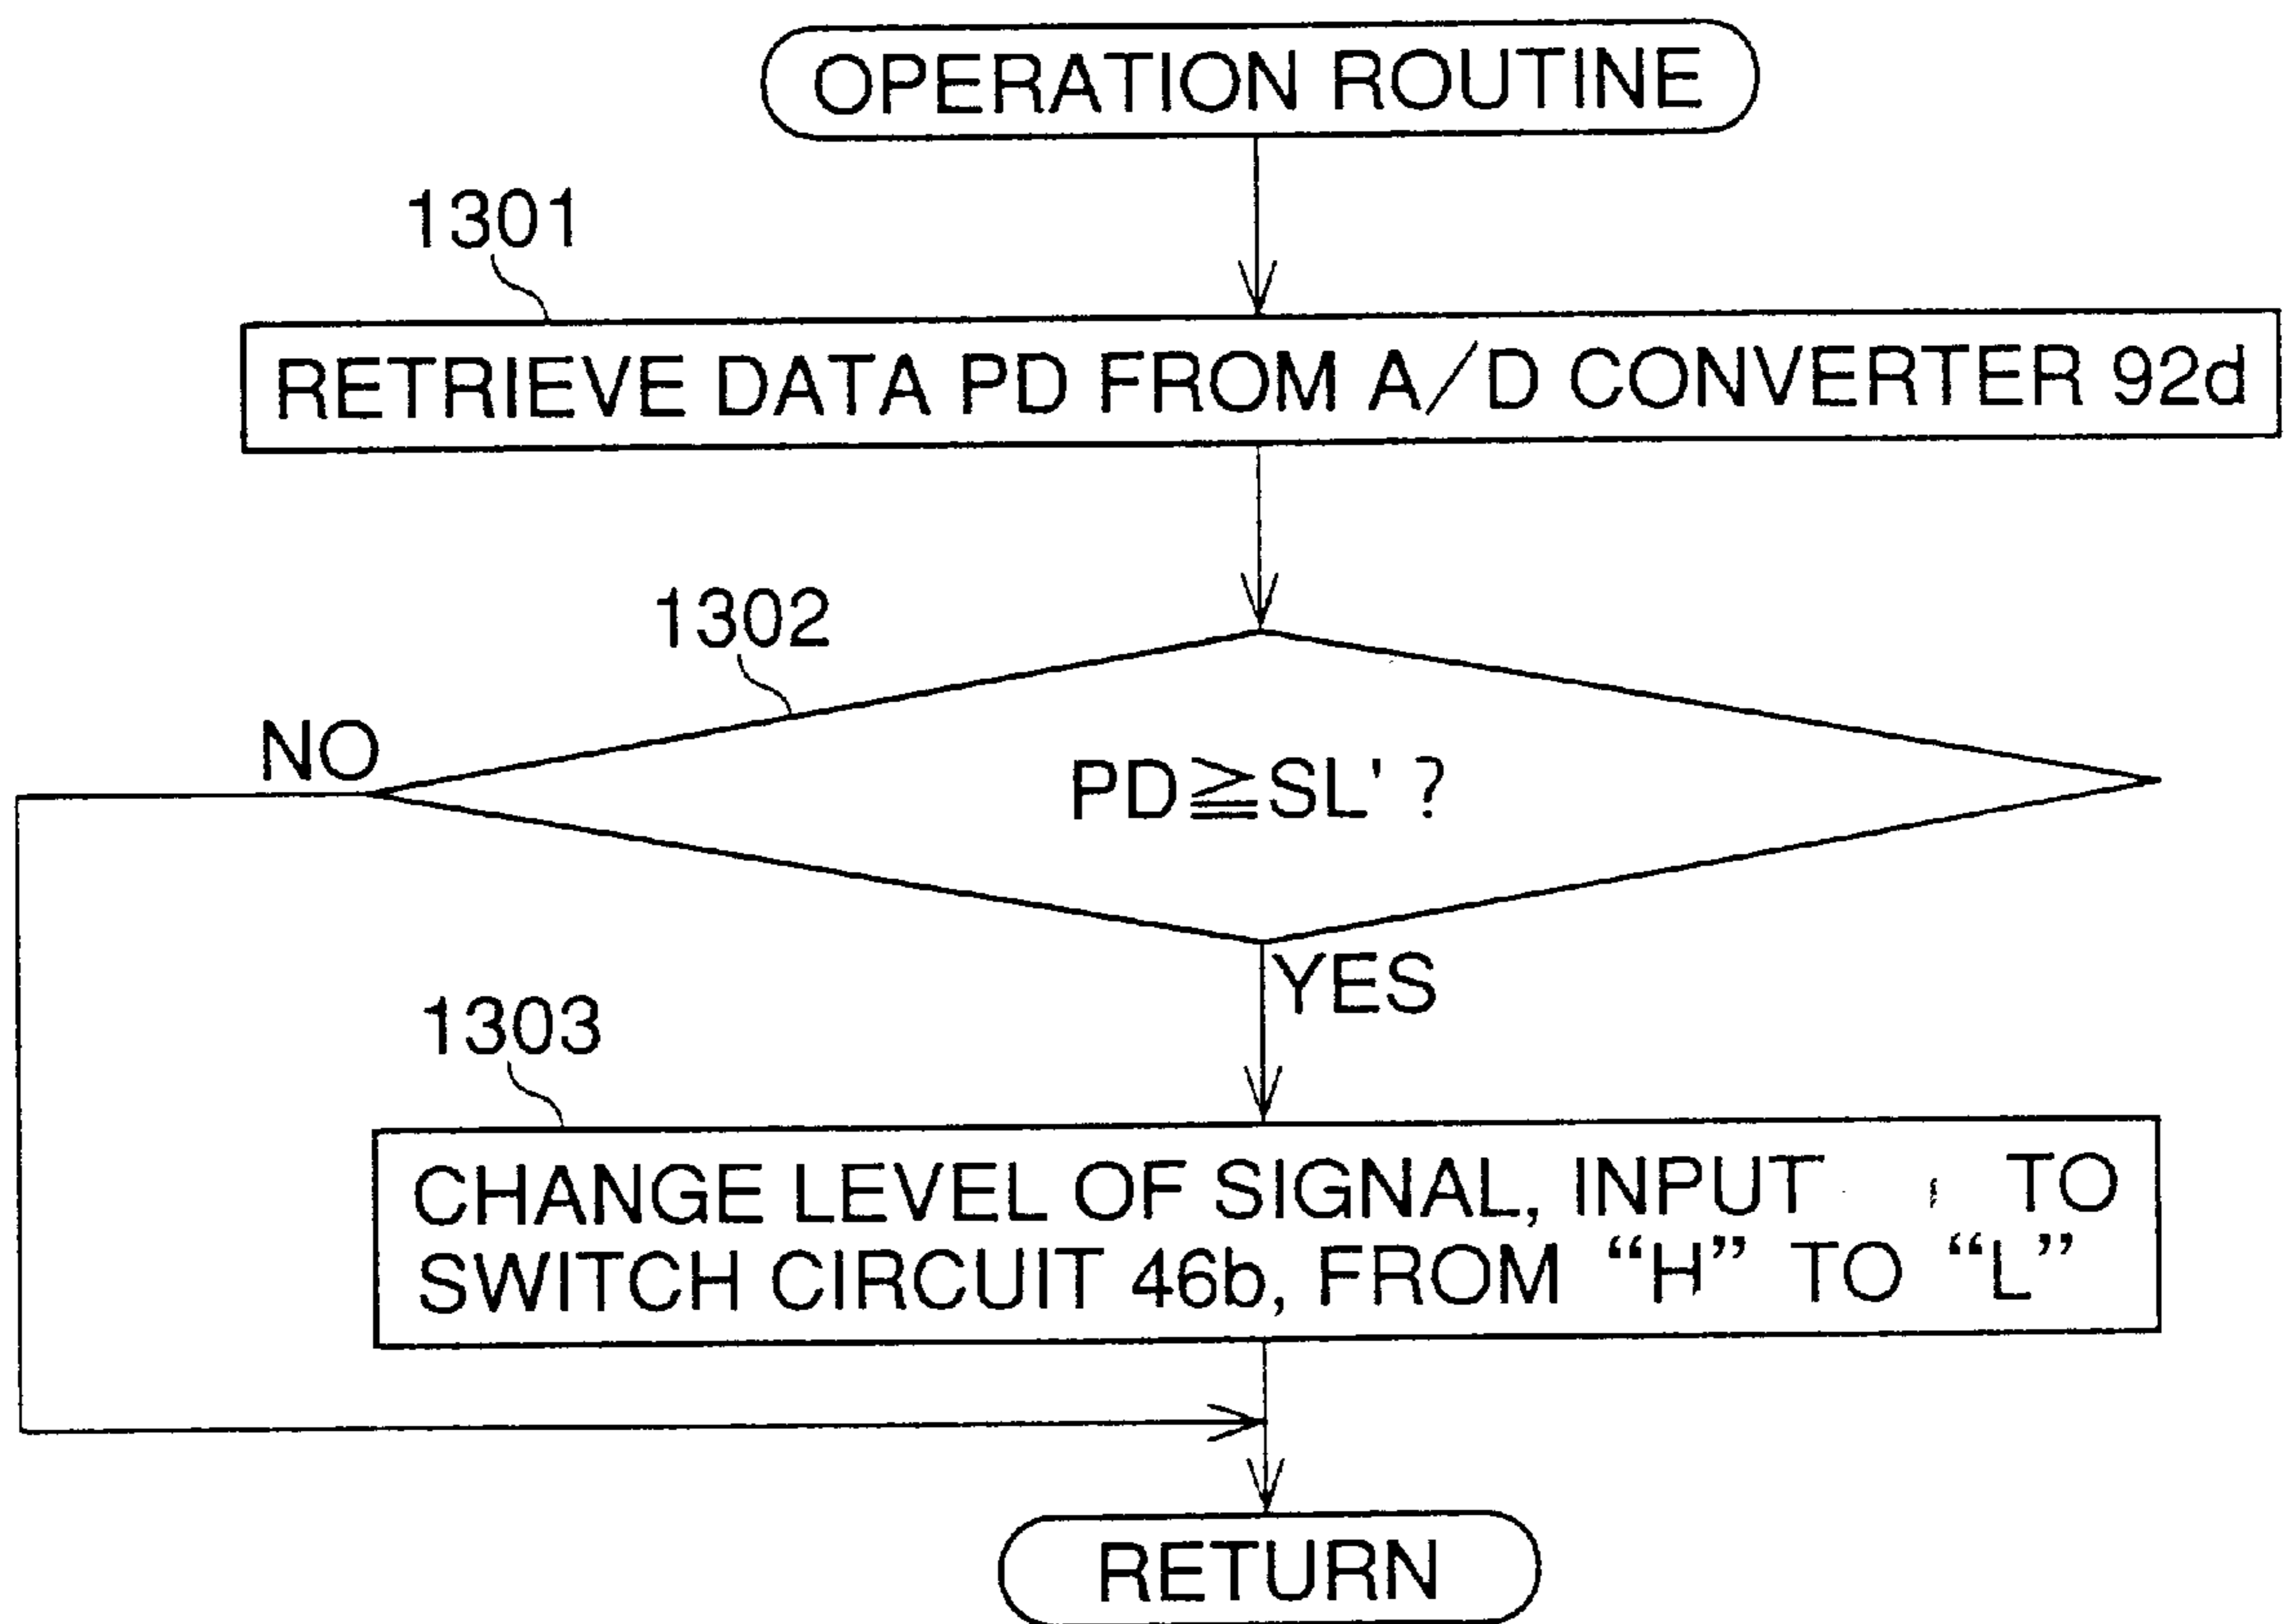 OPERATION ROUTINE
1301
RETRIEVE DATA PD FROM A/D CONVERTER 92d
1302
NO
PD≧SL' ?
YES
1303
CHANGE LEVEL OF SIGNAL, INPUT TO
SWITCH CIRCUIT 46b, FROM “H” TO “L”
RETURN